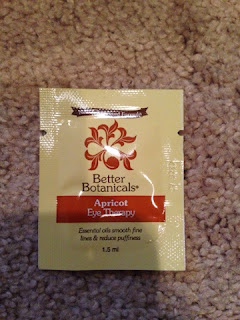 Better
Botanicals®
Apricot
Eye Therapy
Essential oils smooth fine
lines & reduce puffiness
1.5 ml